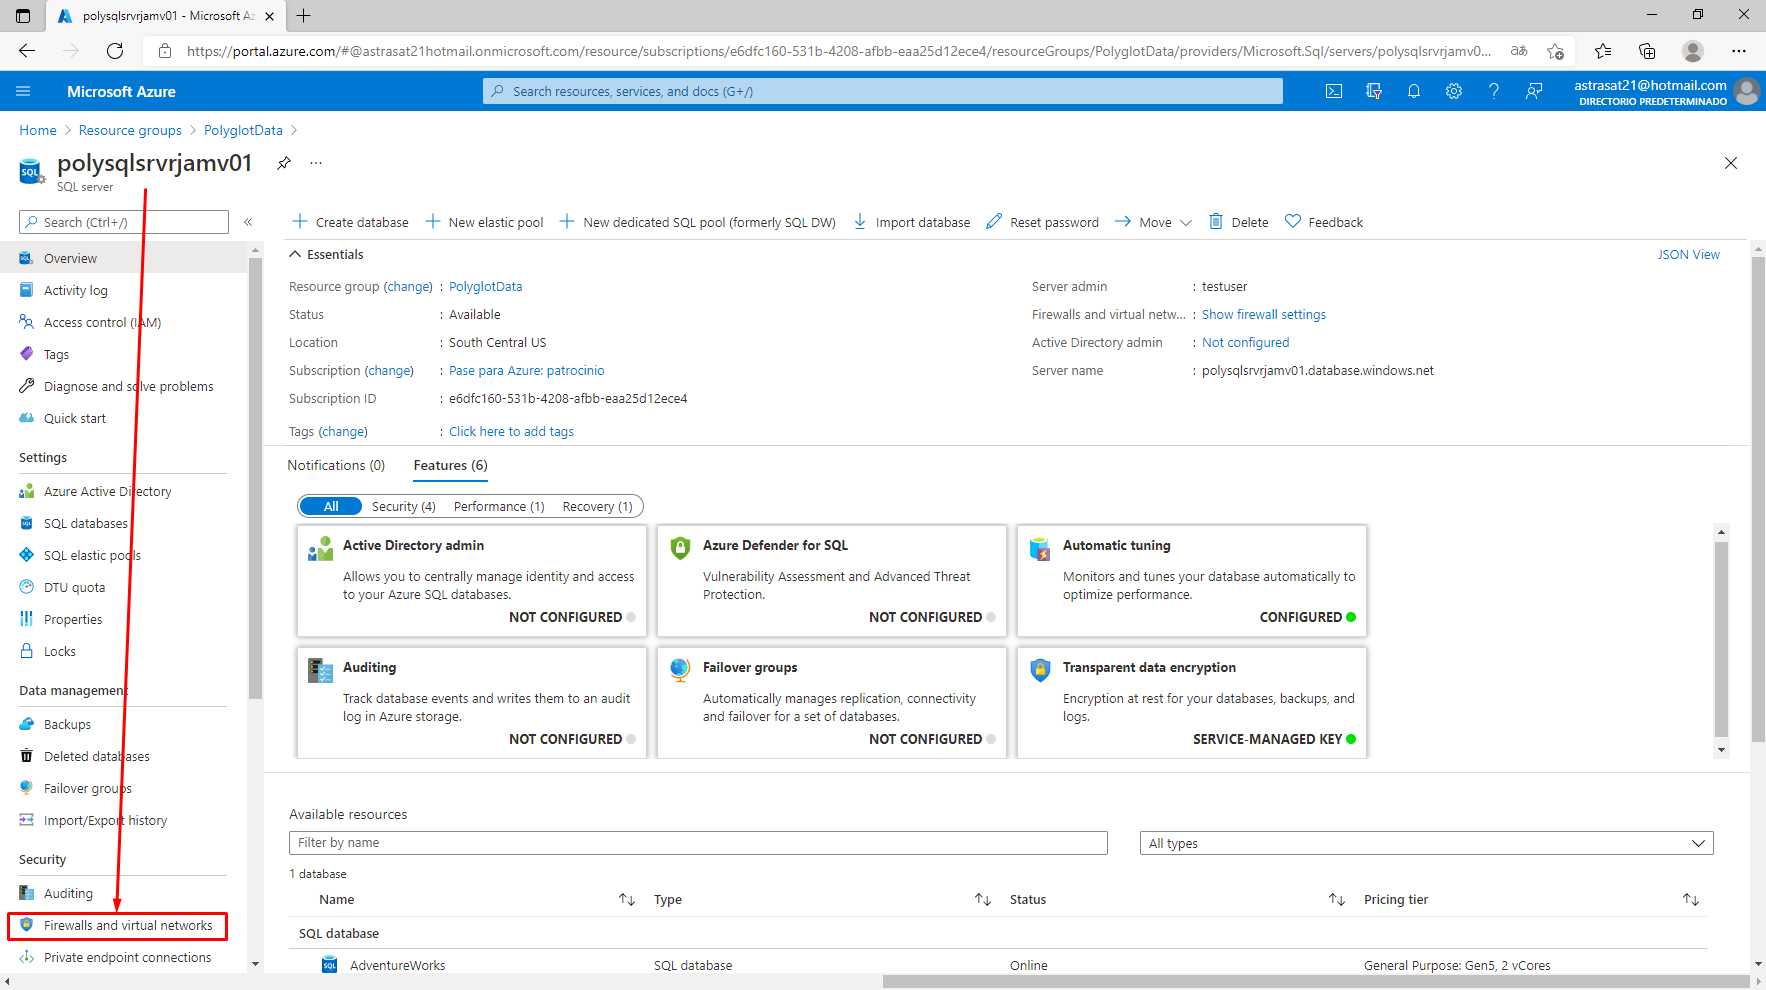 polysqlsrvrjamv01 - Microsoft Az
https://portal.azure.com/#@astrasat21hotmail.onmicrosoft.com/resource/subscriptions/e6dfc160-531b-4208-afbb-eaa25d12ece4/resourceGroups/PolyglotData/providers/Microsoft.Sql/servers/polysqlsrvrjamv0...
Microsoft Azure
Search resources, services, and docs (G+/)
astrasat21@hotmail.com
DIRECTORIO PREDETERMINADO
Home > Resource groups > PolyglotData >
polysqlsrvrjamv01
SQL server
Search (Ctrl+/)
Overview
Activity log
Access control (IAM)
Tags
Diagnose and solve problems
Quick start
Settings
Azure Active Directory
SQL databases
SQL elastic pools
DTU quota
Properties
Locks
Data management
Backups
Deleted databases
Failover groups
Import/Export history
Security
Auditing
Firewalls and virtual networks
Private endpoint connections
Create database
New elastic pool
New dedicated SQL pool (formerly SQL DW)
Import database
Reset password
Move
Delete
Feedback
Essentials
JSON View
Resource group (change) : PolyglotData
Status : Available
Location : South Central US
Subscription (change) : Pase para Azure: patrocinio
Subscription ID : e6dfc160-531b-4208-afbb-eaa25d12ece4
Tags (change) : Click here to add tags
Server admin : testuser
Firewalls and virtual netw... : Show firewall settings
Active Directory admin : Not configured
Server name : polysqlsrvrjamv01.database.windows.net
Notifications (0)
Features (6)
All
Security (4)
Performance (1)
Recovery (1)
Active Directory admin
Allows you to centrally manage identity and access
to your Azure SQL databases.
NOT CONFIGURED
Azure Defender for SQL
Vulnerability Assessment and Advanced Threat
Protection.
NOT CONFIGURED
Automatic tuning
Monitors and tunes your database automatically to
optimize performance.
CONFIGURED
Auditing
Track database events and writes them to an audit
log in Azure storage.
NOT CONFIGURED
Failover groups
Automatically manages replication, connectivity
and failover for a set of databases.
NOT CONFIGURED
Transparent data encryption
Encryption at rest for your databases, backups, and
logs.
SERVICE-MANAGED KEY
Available resources
Filter by name
All types
1 database
Name
Type
Status
Pricing tier
SQL database
AdventureWorks
SQL database
Online
General Purpose: Gen5, 2 vCores